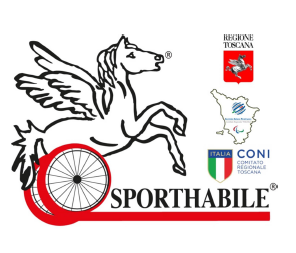 REGIONE
TOSCANA
®
ITALIA
CONI
COMITATO
REGIONALE
TOSCANA
SPORTHABILE®